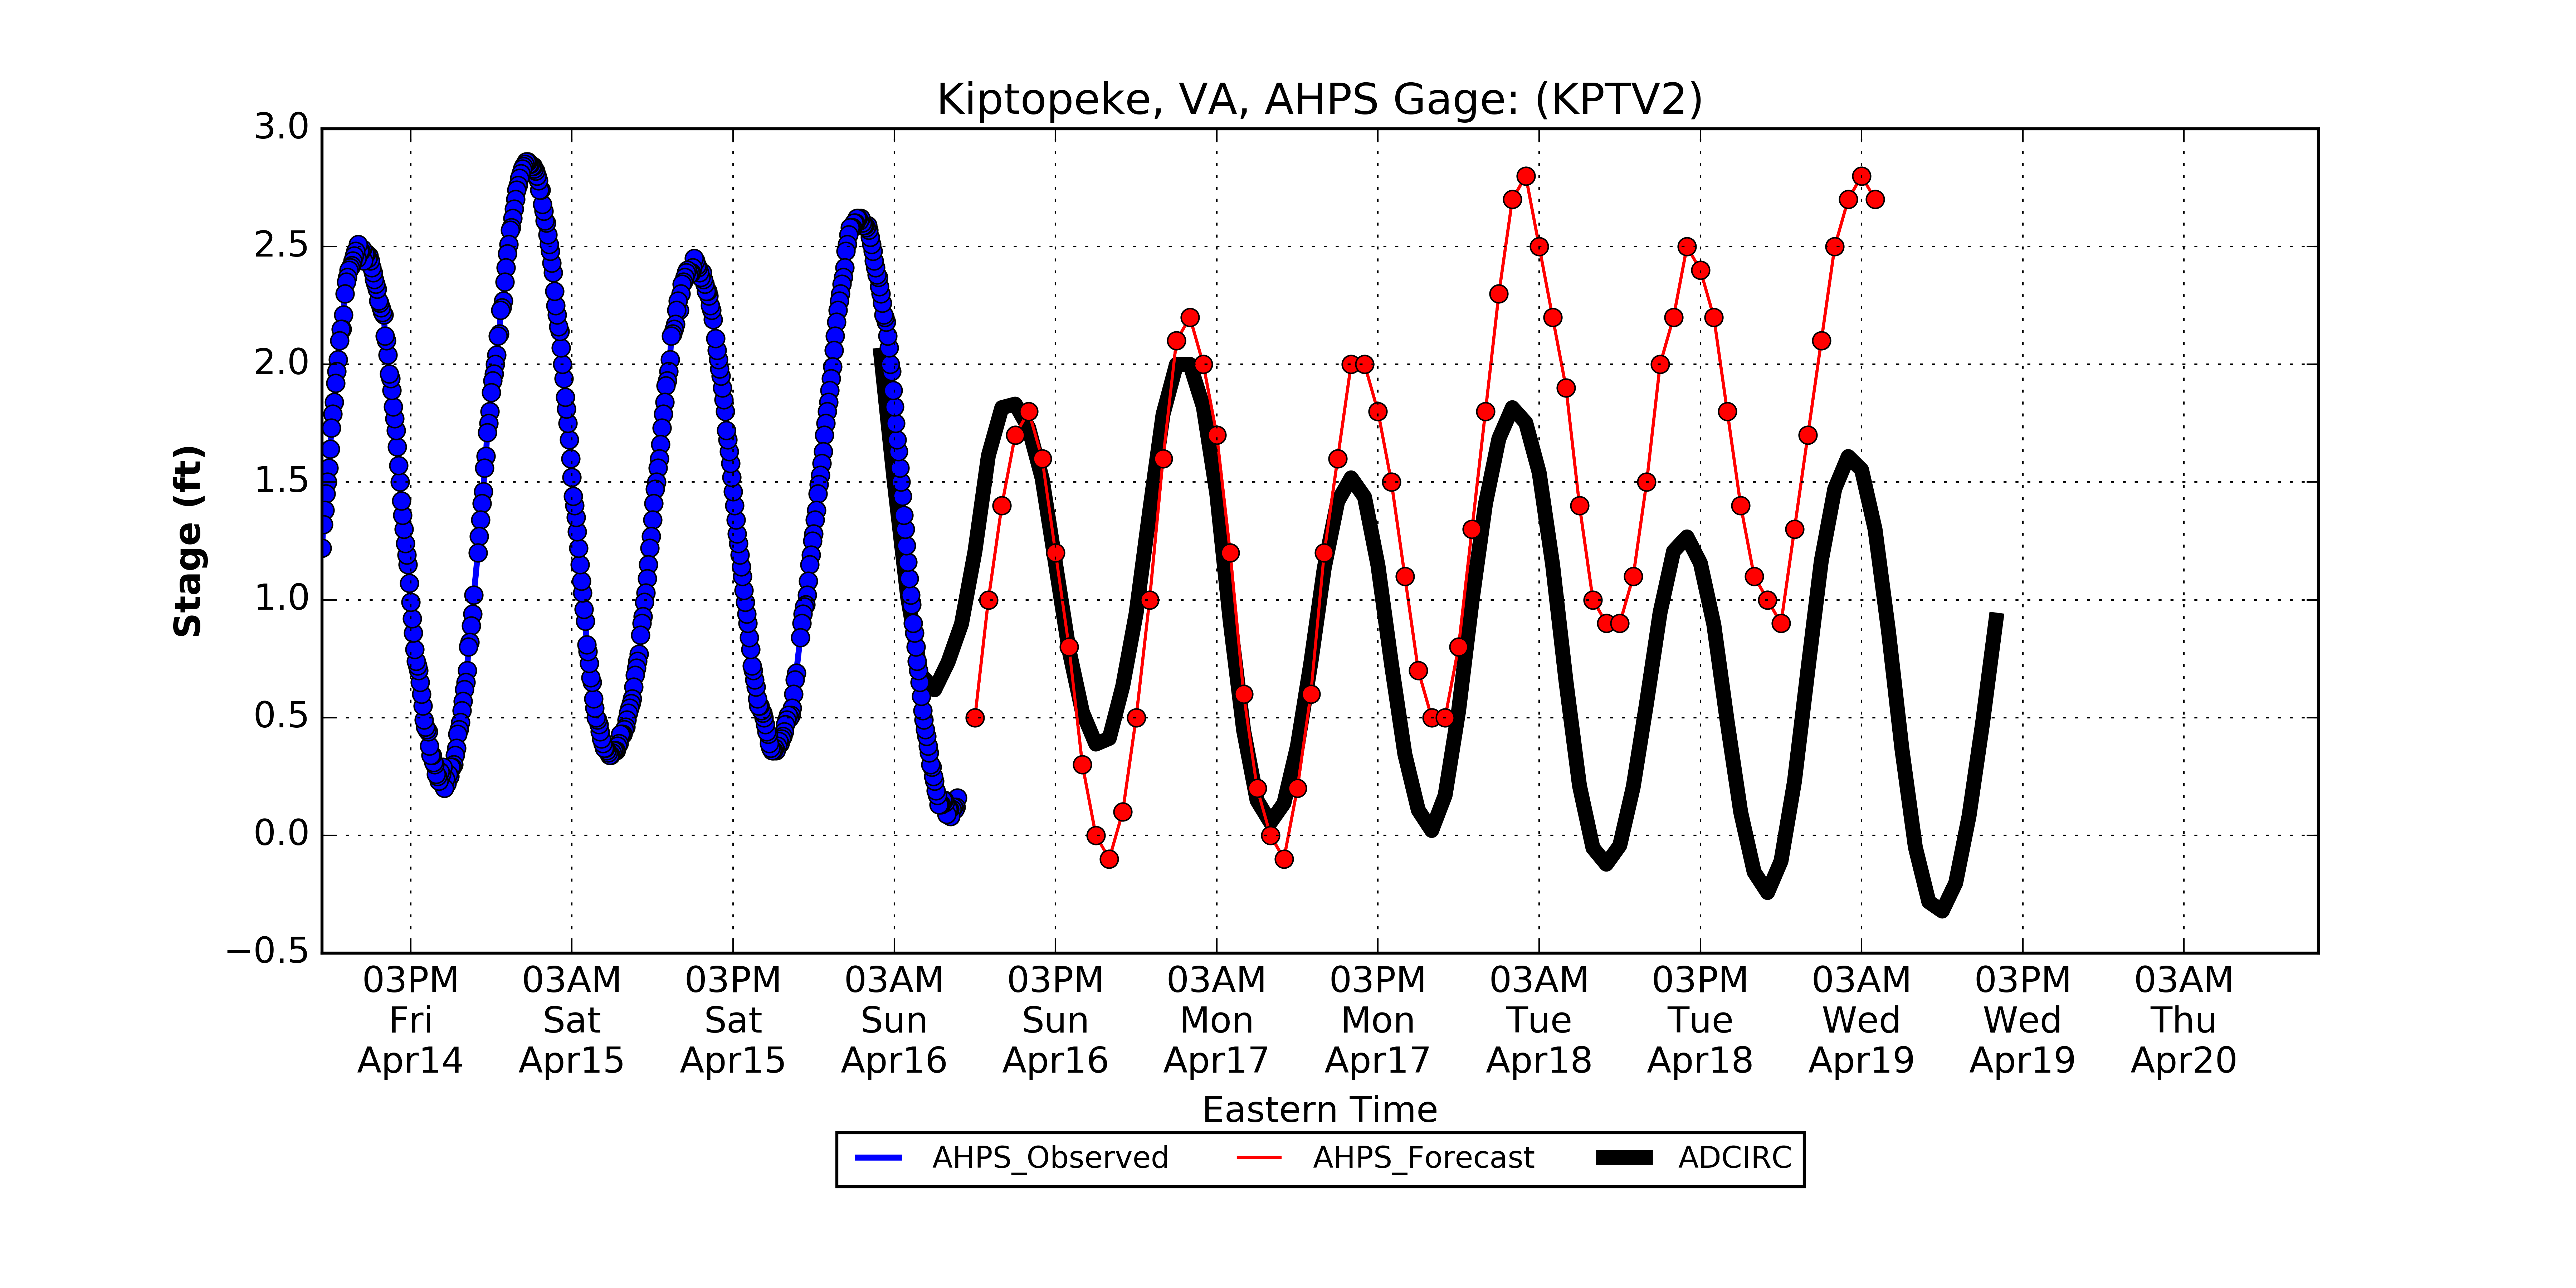 Kiptopeke, VA, AHPS Gage: (KPTV2)
3.0
2.5
2.0
1.5
1.0
0.5
0.0
−0.5
Stage (ft)
03PM 03AM 03PM 03AM 03PM 03AM 03PM 03AM 03PM 03AM 03PM 03AM
Fri Sat Sat Sun Sun Mon Mon Tue Tue Wed Wed Thu
Apr14 Apr15 Apr15 Apr16 Apr16 Apr17 Apr17 Apr18 Apr18 Apr19 Apr19 Apr20
Eastern Time
AHPS_Observed AHPS_Forecast ADCIRC